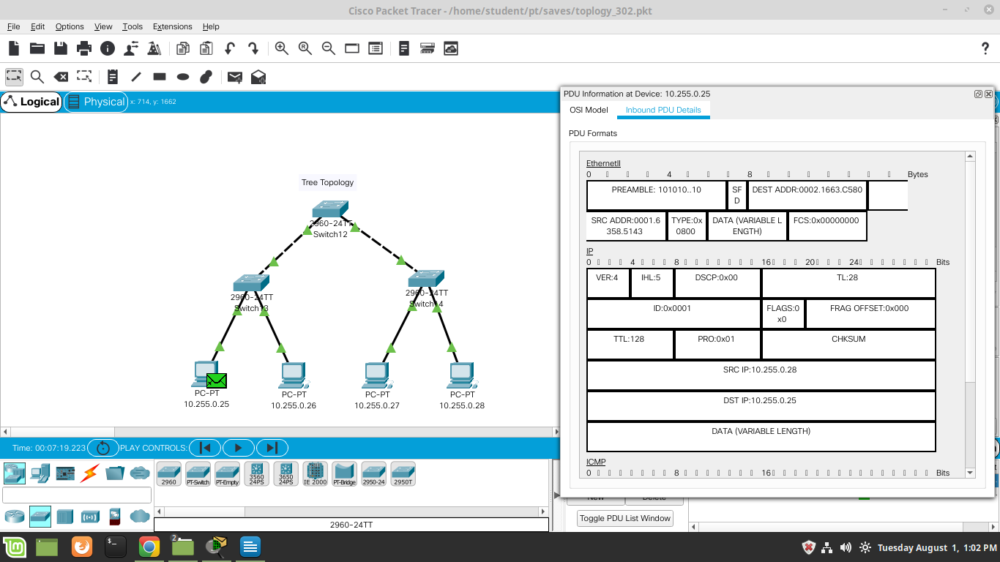 Cisco Packet Tracer - /home/student/pt/saves/toplogy_302.pkt
File Edit Options View Tools Extensions Help
Logical Physical x: 714, y: 1662
Tree Topology
2960-24TT
Switch12
2960-24TT
Switch13
2960-24TT
Switch14
PC-PT
10.255.0.25
PC-PT
10.255.0.26
PC-PT
10.255.0.27
PC-PT
10.255.0.28
PDU Information at Device: 10.255.0.25
OSI Model Inbound PDU Details
PDU Formats
EthernetII
0 4 8 Bytes
PREAMBLE: 101010..10
SF
D
DEST ADDR:0002.1663.C580
SRC ADDR:0001.6
358.5143
TYPE:0x
0800
DATA (VARIABLE L
ENGTH)
FCS:0x00000000
IP
0 4 8 16 20 24 Bits
VER:4 IHL:5 DSCP:0x00 TL:28
ID:0x0001
FLAGS:0
x0
FRAG OFFSET:0x000
TTL:128 PRO:0x01 CHKSUM
SRC IP:10.255.0.28
DST IP:10.255.0.25
DATA (VARIABLE LENGTH)
ICMP
0 8 16 Bits
Time: 00:07:19.223 PLAY CONTROLS:
2960
PT-Switch
PT-Empty
3560
24PS
3650
24PS
IE 2000
PT-Bridge
2950-24
2950T
2960-24TT
New Delete
Toggle PDU List Window
2
Tuesday August 1, 1:02 PM